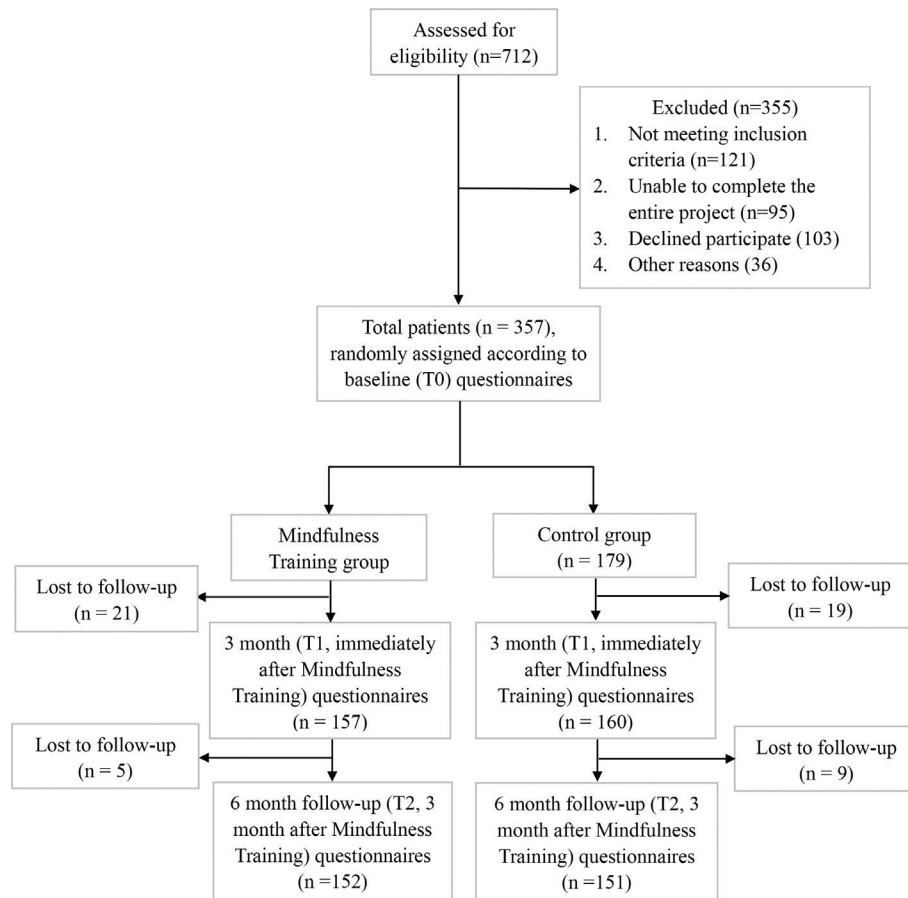 Assessed for
eligibility (n=712)
Excluded (n=355)
1. Not meeting inclusion
criteria (n=121)
2. Unable to complete the
entire project (n=95)
3. Declined participate (103)
4. Other reasons (36)
Total patients (n = 357),
randomly assigned according to
baseline (T0) questionnaires
Mindfulness
Training group
Control group
(n = 179)
Lost to follow-up
(n = 21)
Lost to follow-up
(n = 19)
3 month (T1, immediately
after Mindfulness
Training) questionnaires
(n = 157)
3 month (T1, immediately
after Mindfulness
Training) questionnaires
(n = 160)
Lost to follow-up
(n = 5)
Lost to follow-up
(n = 9)
6 month follow-up (T2, 3
month after Mindfulness
Training) questionnaires
(n =152)
6 month follow-up (T2, 3
month after Mindfulness
Training) questionnaires
(n =151)